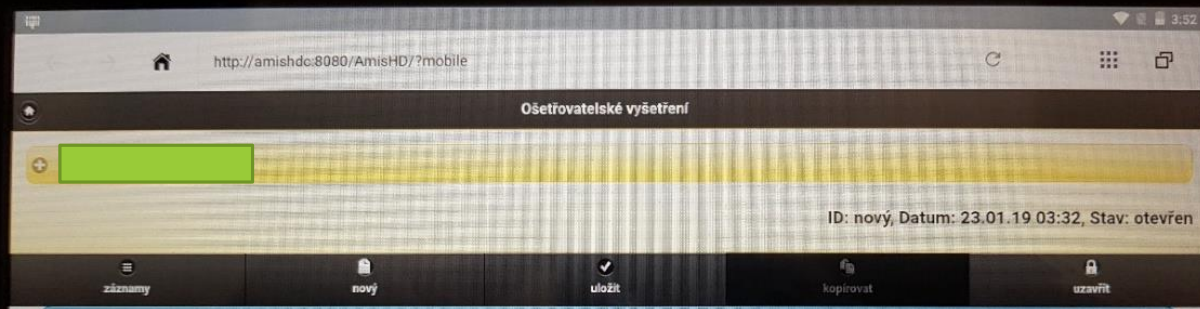 3:52
http://amishdc:8080/AmisHD/?mobile
Ošetřovatelské vyšetření
ID: nový, Datum: 23.01.19 03:32, Stav: otevřen
záznamy nový uložit kopírovat uzavřít